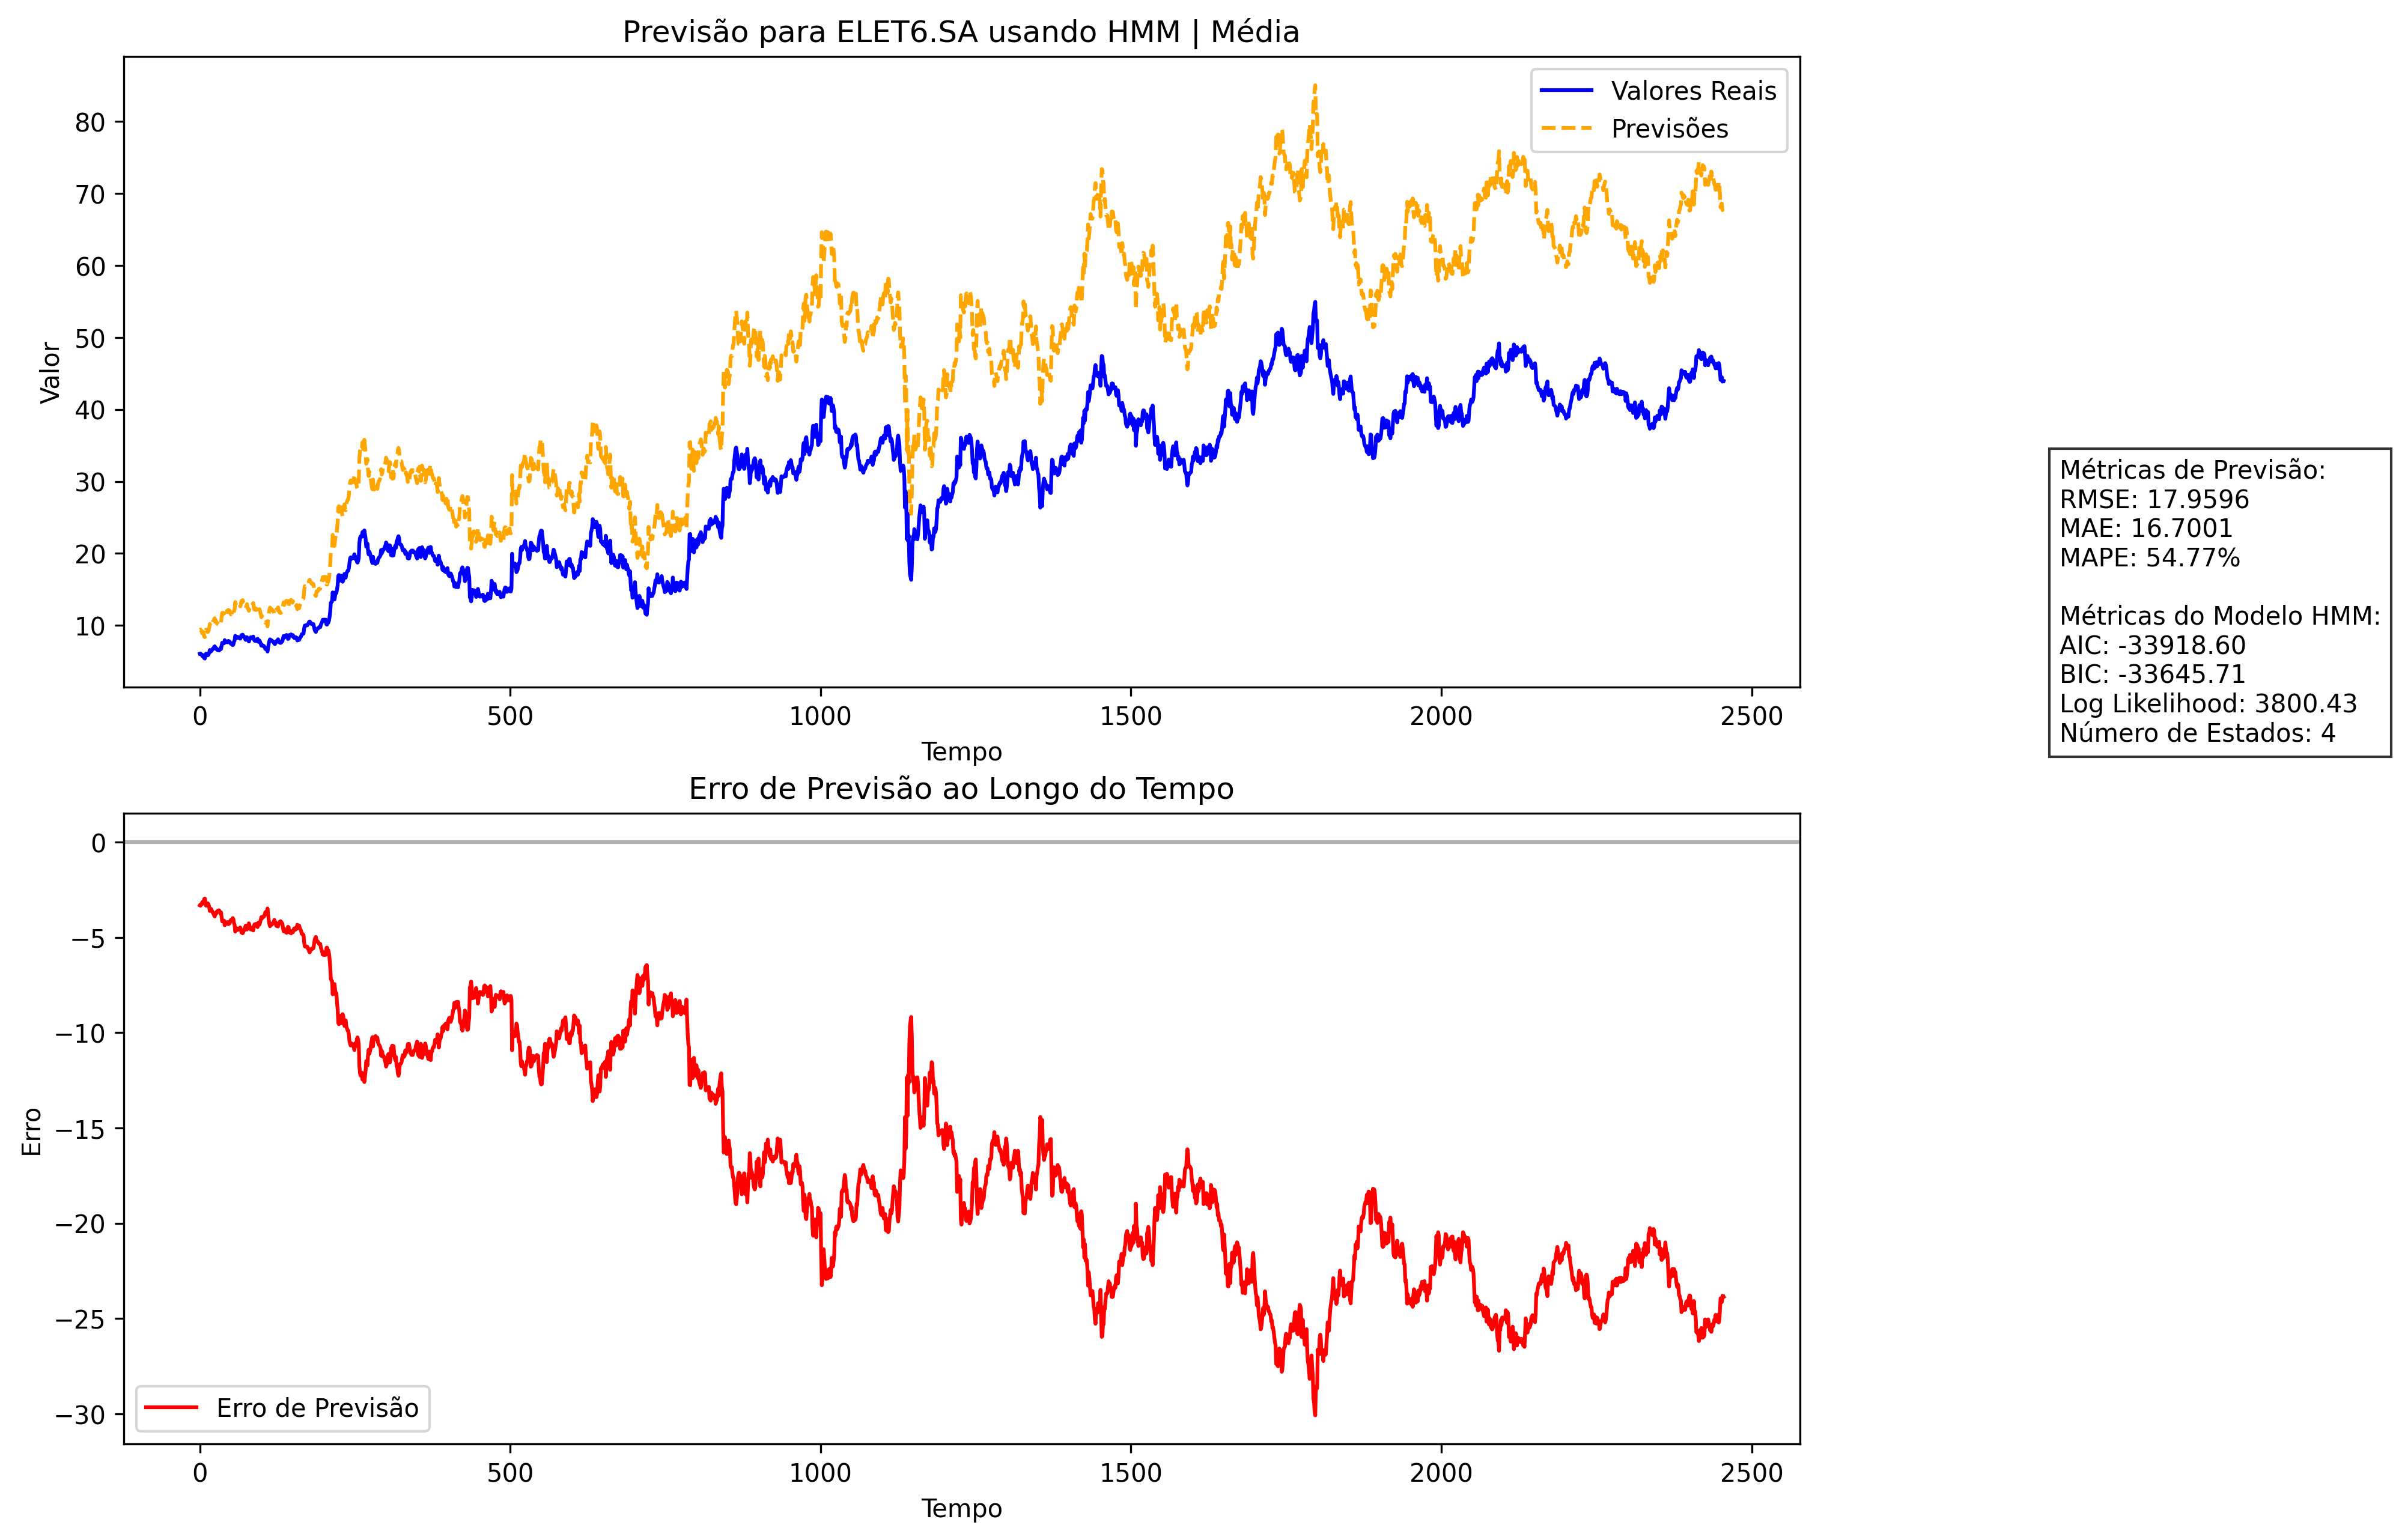 Previsão para ELET6.SA usando HMM | Média
Valores Reais
Previsões
Valor
80
70
60
50
40
30
20
10
0
500
1000
1500
2000
2500
Tempo
Métricas de Previsão:
RMSE: 17.9596
MAE: 16.7001
MAPE: 54.77%
Métricas do Modelo HMM:
AIC: -33918.60
BIC: -33645.71
Log Likelihood: 3800.43
Número de Estados: 4
Erro de Previsão ao Longo do Tempo
Erro
0
−5
−10
−15
−20
−25
−30
Erro de Previsão
0
500
1000
1500
2000
2500
Tempo